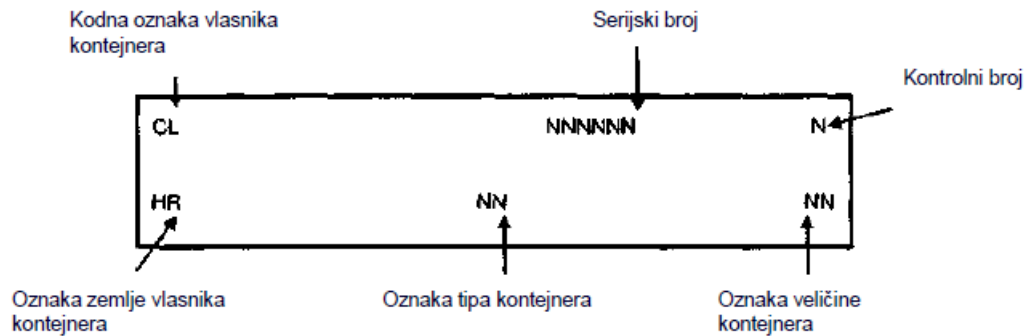 Kodna oznaka vlasnika
kontejnera
Serijski broj
Kontrolni broj
CL
NNNNNN
N
HR
NN
NN
Oznaka zemlje vlasnika
kontejnera
Oznaka tipa kontejnera
Oznaka veličine
kontejnera